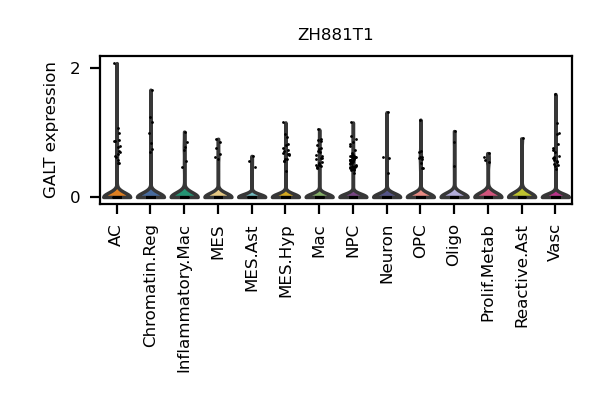 ZH881T1
GALT expression
2
0
AC
Chromatin.Reg
Inflammatory.Mac
MES
MES.Ast
MES.Hyp
Mac
NPC
Neuron
OPC
Oligo
Prolif.Metab
Reactive.Ast
Vasc